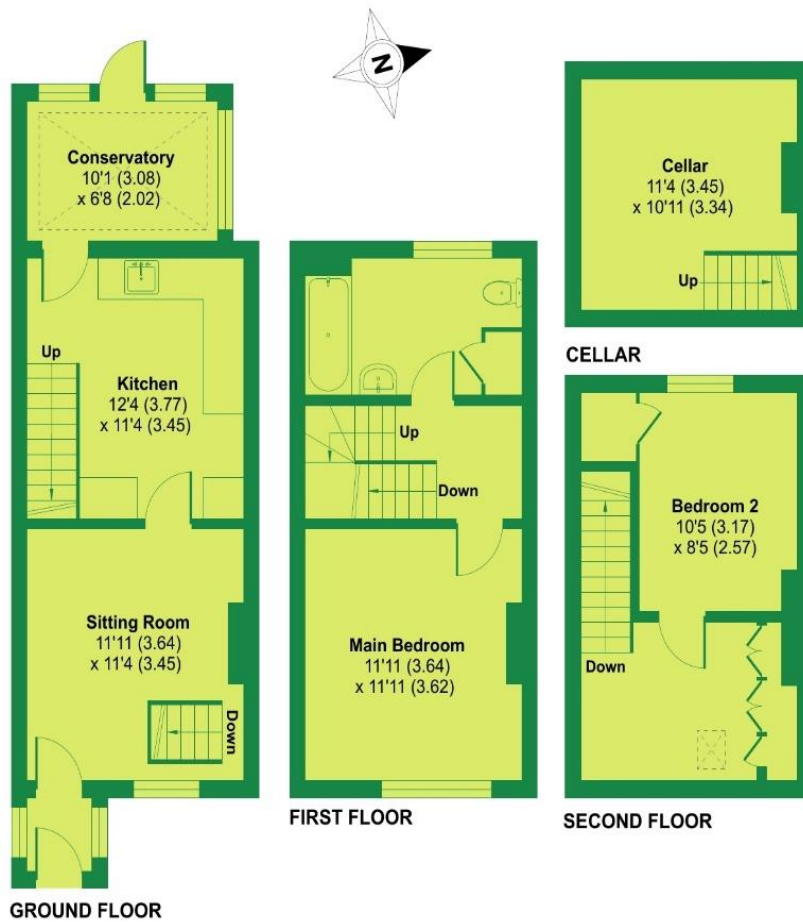 N
Conservatory
10'1 (3.08)
x 6'8 (2.02)
Up
Kitchen
12'4 (3.77)
x 11'4 (3.45)
Sitting Room
11'11 (3.64)
x 11'4 (3.45)
Down
GROUND FLOOR
Up
Down
Main Bedroom
11'11 (3.64)
x 11'11 (3.62)
FIRST FLOOR
Cellar
11'4 (3.45)
x 10'11 (3.34)
Up
CELLAR
Bedroom 2
10'5 (3.17)
x 8'5 (2.57)
Down
SECOND FLOOR